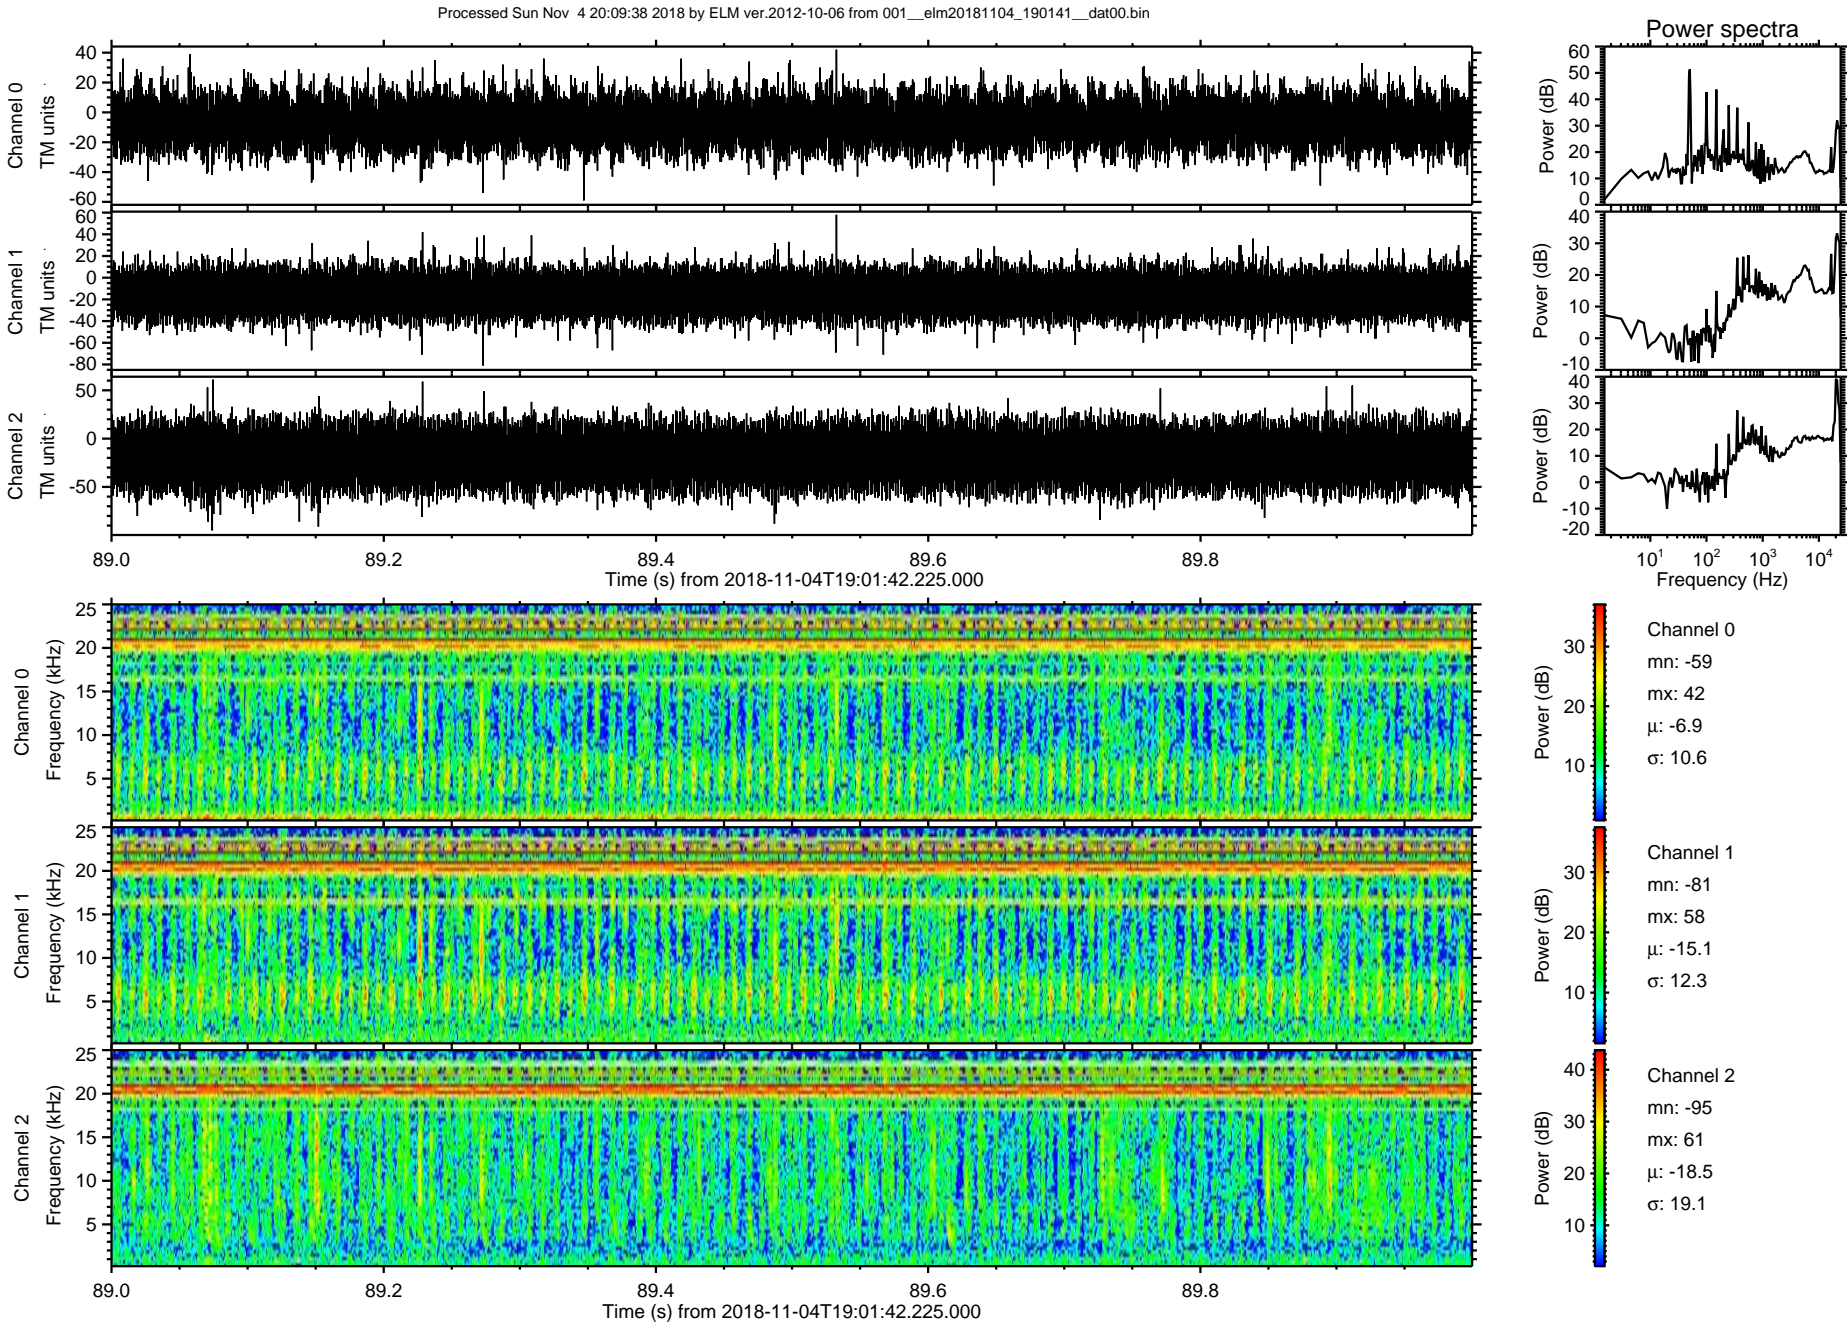 Processed Sun Nov  4 20:09:38 2018 by ELM ver.2012-10-06 from 001__elm20181104_190141__dat00.bin
Power spectra
Channel 0
TM units
40
20
0
-20
-40
-60
Power (dB)
60
50
40
30
20
10
0
Channel 1
TM units
60
40
20
0
-20
-40
-60
-80
Power (dB)
40
30
20
10
0
-10
Channel 2
TM units
50
0
-50
Power (dB)
40
30
20
10
0
-10
-20
89.0 89.2 89.4 89.6 89.8
Time (s) from 2018-11-04T19:01:42.225.000
10^1 10^2 10^3 10^4
Frequency (Hz)
Channel 0
Frequency (kHz)
25
20
15
10
5
Power (dB)
30
20
10
Channel 0
mn: -59
mx: 42
μ: -6.9
σ: 10.6
Channel 1
Frequency (kHz)
25
20
15
10
5
Power (dB)
30
20
10
Channel 1
mn: -81
mx: 58
μ: -15.1
σ: 12.3
Channel 2
Frequency (kHz)
25
20
15
10
5
Power (dB)
40
30
20
10
Channel 2
mn: -95
mx: 61
μ: -18.5
σ: 19.1
89.0 89.2 89.4 89.6 89.8
Time (s) from 2018-11-04T19:01:42.225.000